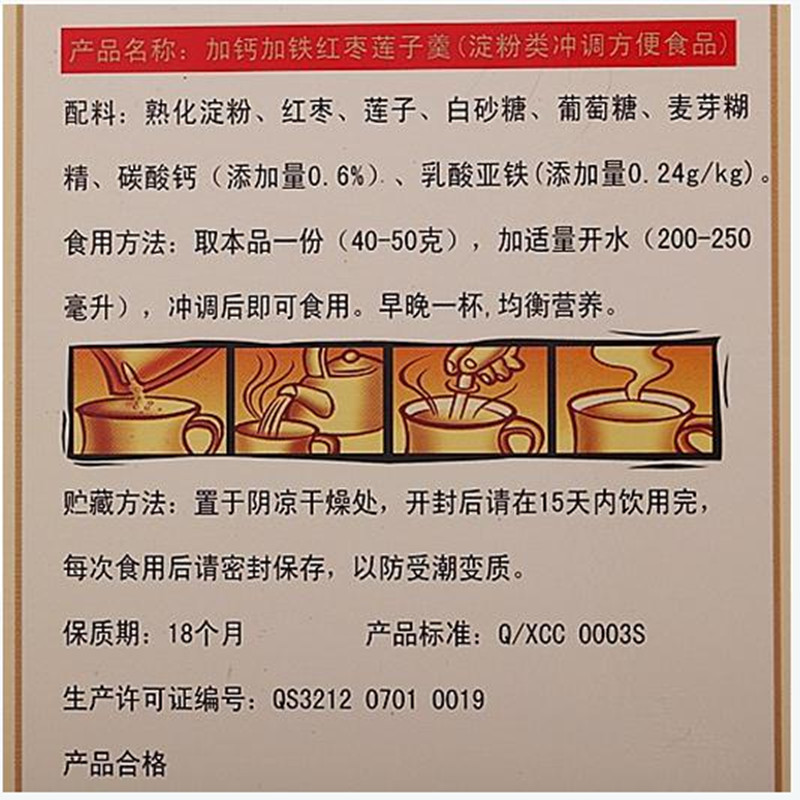 产品名称：加钙加铁红枣莲子羹(淀粉类冲调方便食品)
配料：熟化淀粉、红枣、莲子、白砂糖、葡萄糖、麦芽糊
精、碳酸钙（添加量0.6%）、乳酸亚铁(添加量0.24g/kg)。
食用方法：取本品一份（40-50克），加适量开水（200-250
毫升），冲调后即可食用。早晚一杯,均衡营养。
贮藏方法：置于阴凉干燥处，开封后请在15天内饮用完，
每次食用后请密封保存，以防受潮变质。
保质期：18个月 产品标准：Q/XCC 0003S
生产许可证编号：QS3212 0701 0019
产品合格